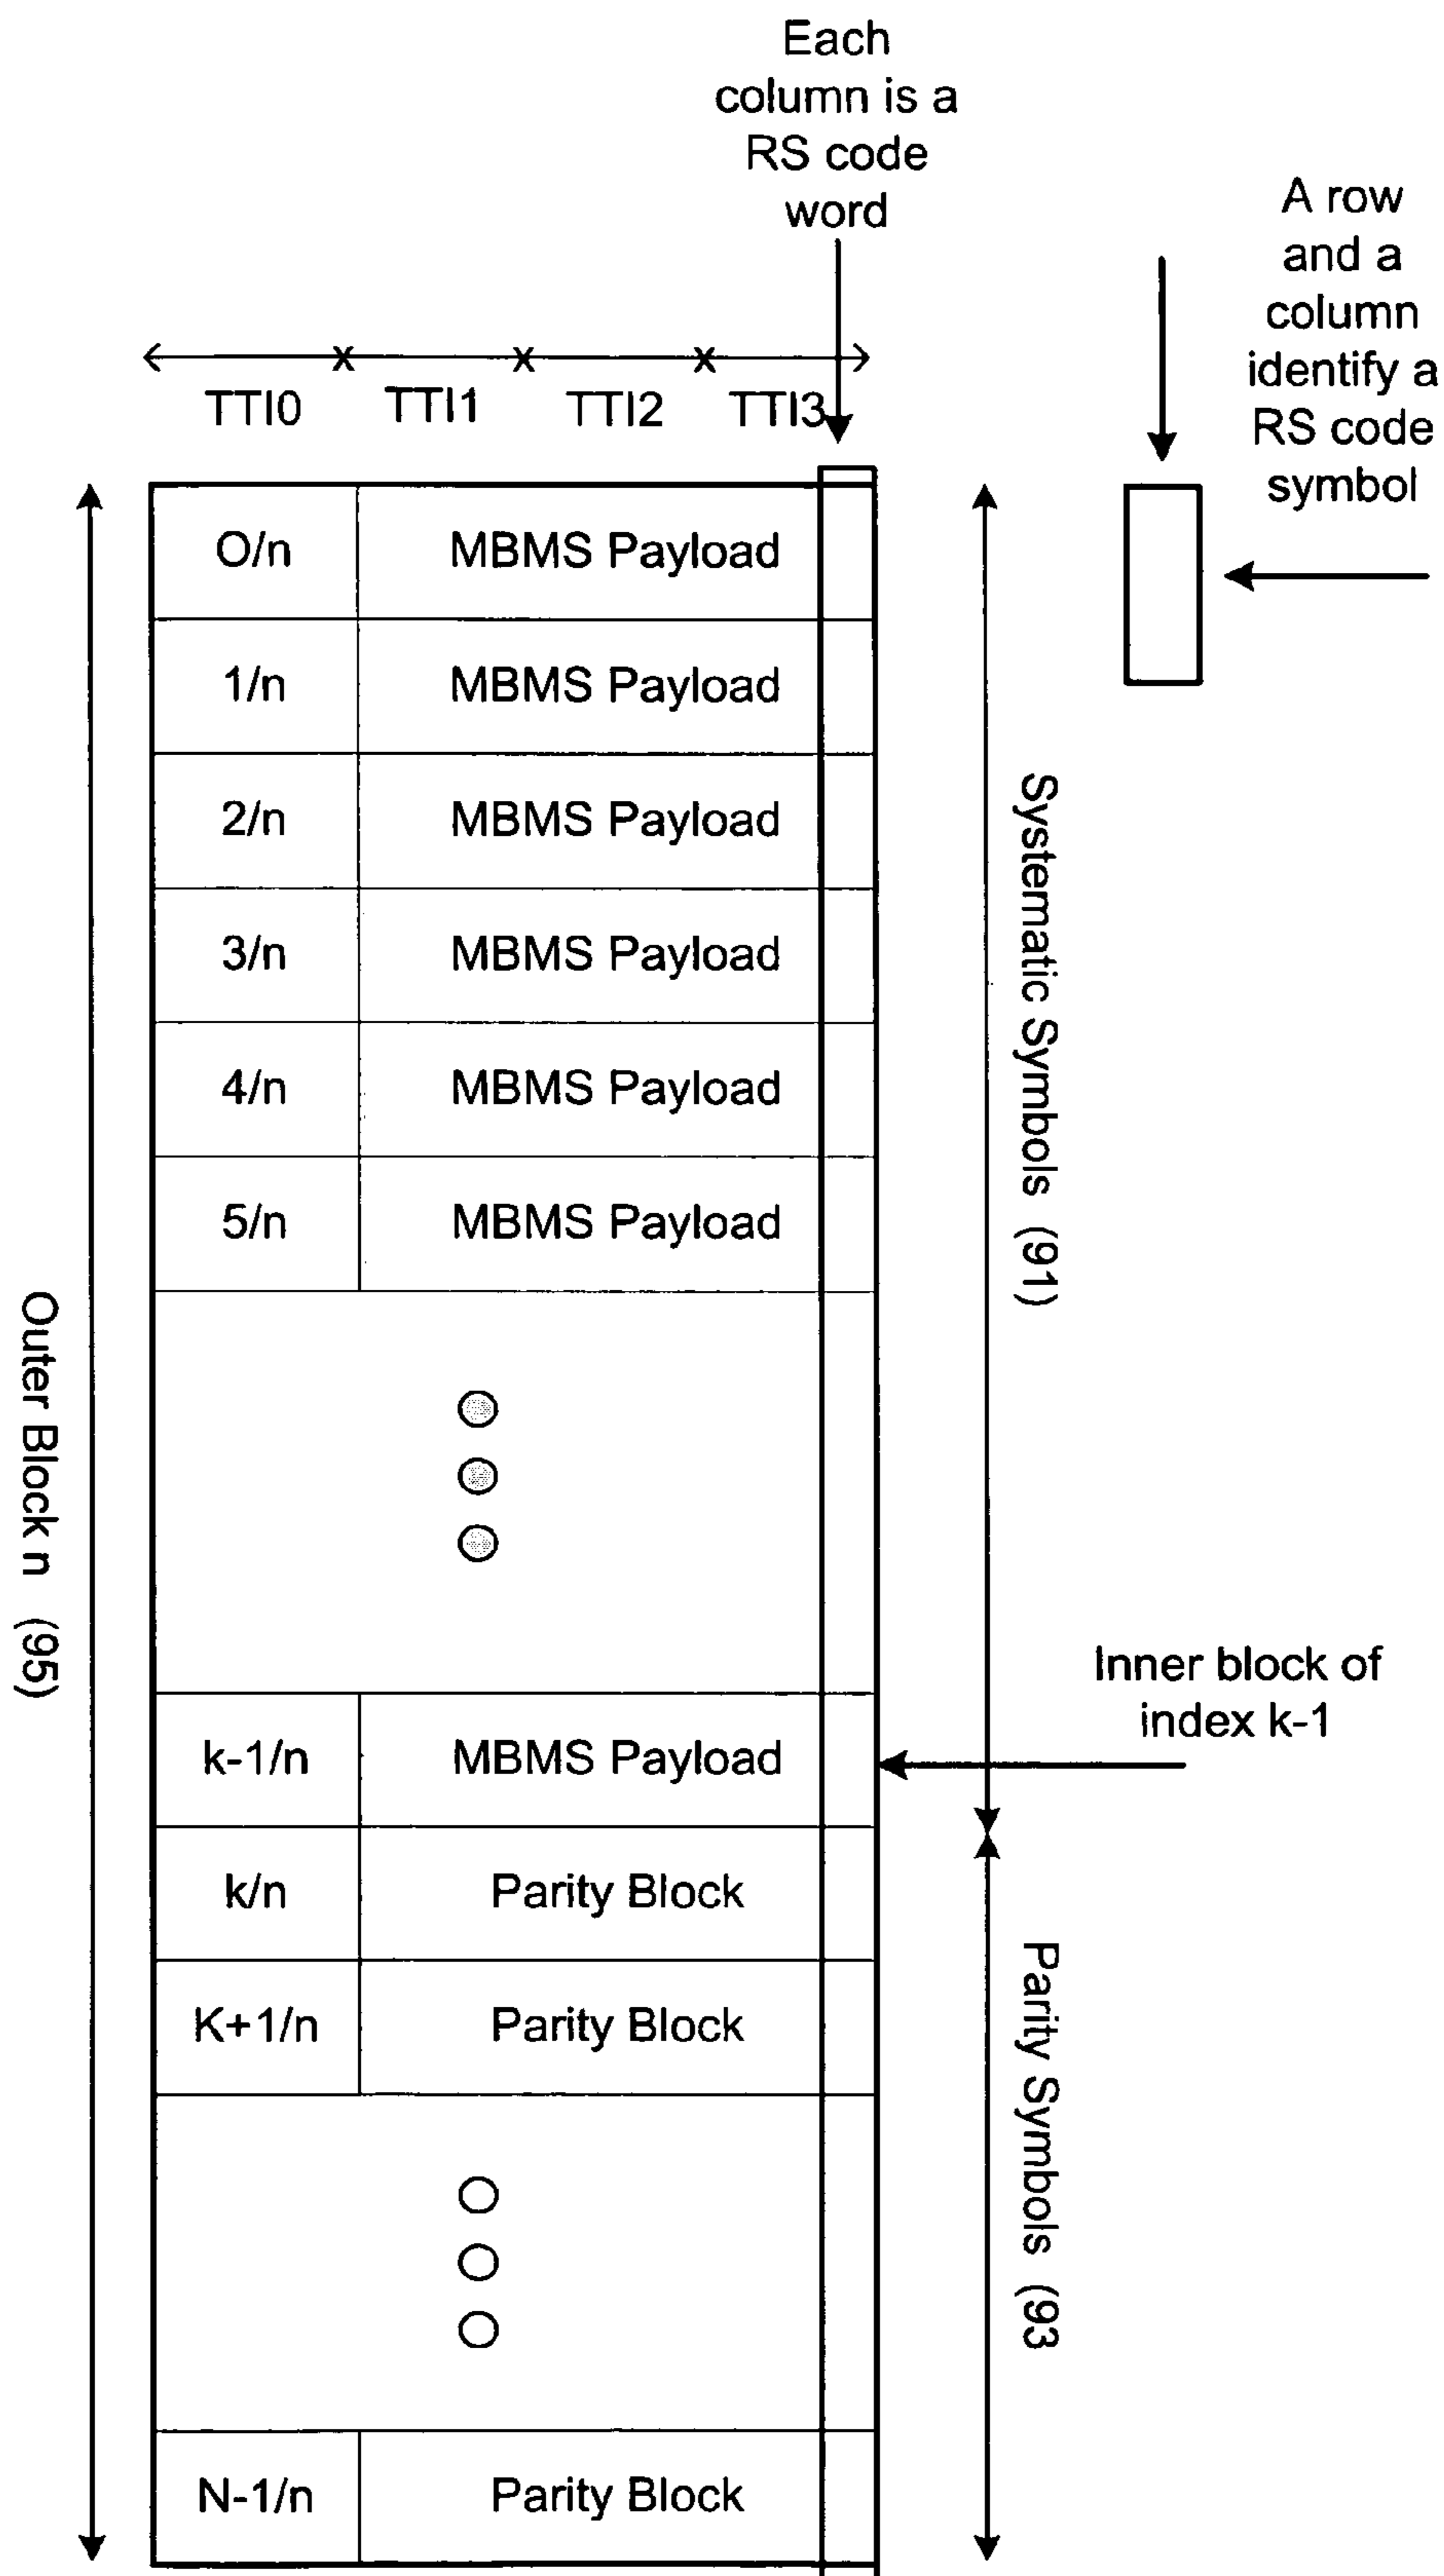 Each
column is a
RS code
word
A row
and a
column
identify a
RS code
symbol
TTI0 TTI1 TTI2 TTI3
O/n MBMS Payload
1/n MBMS Payload
2/n MBMS Payload
3/n MBMS Payload
4/n MBMS Payload
5/n MBMS Payload
Systematic Symbols (91)
Outer Block n (95)
Inner block of
index k-1
k-1/n MBMS Payload
k/n Parity Block
K+1/n Parity Block
Parity Symbols (93
N-1/n Parity Block